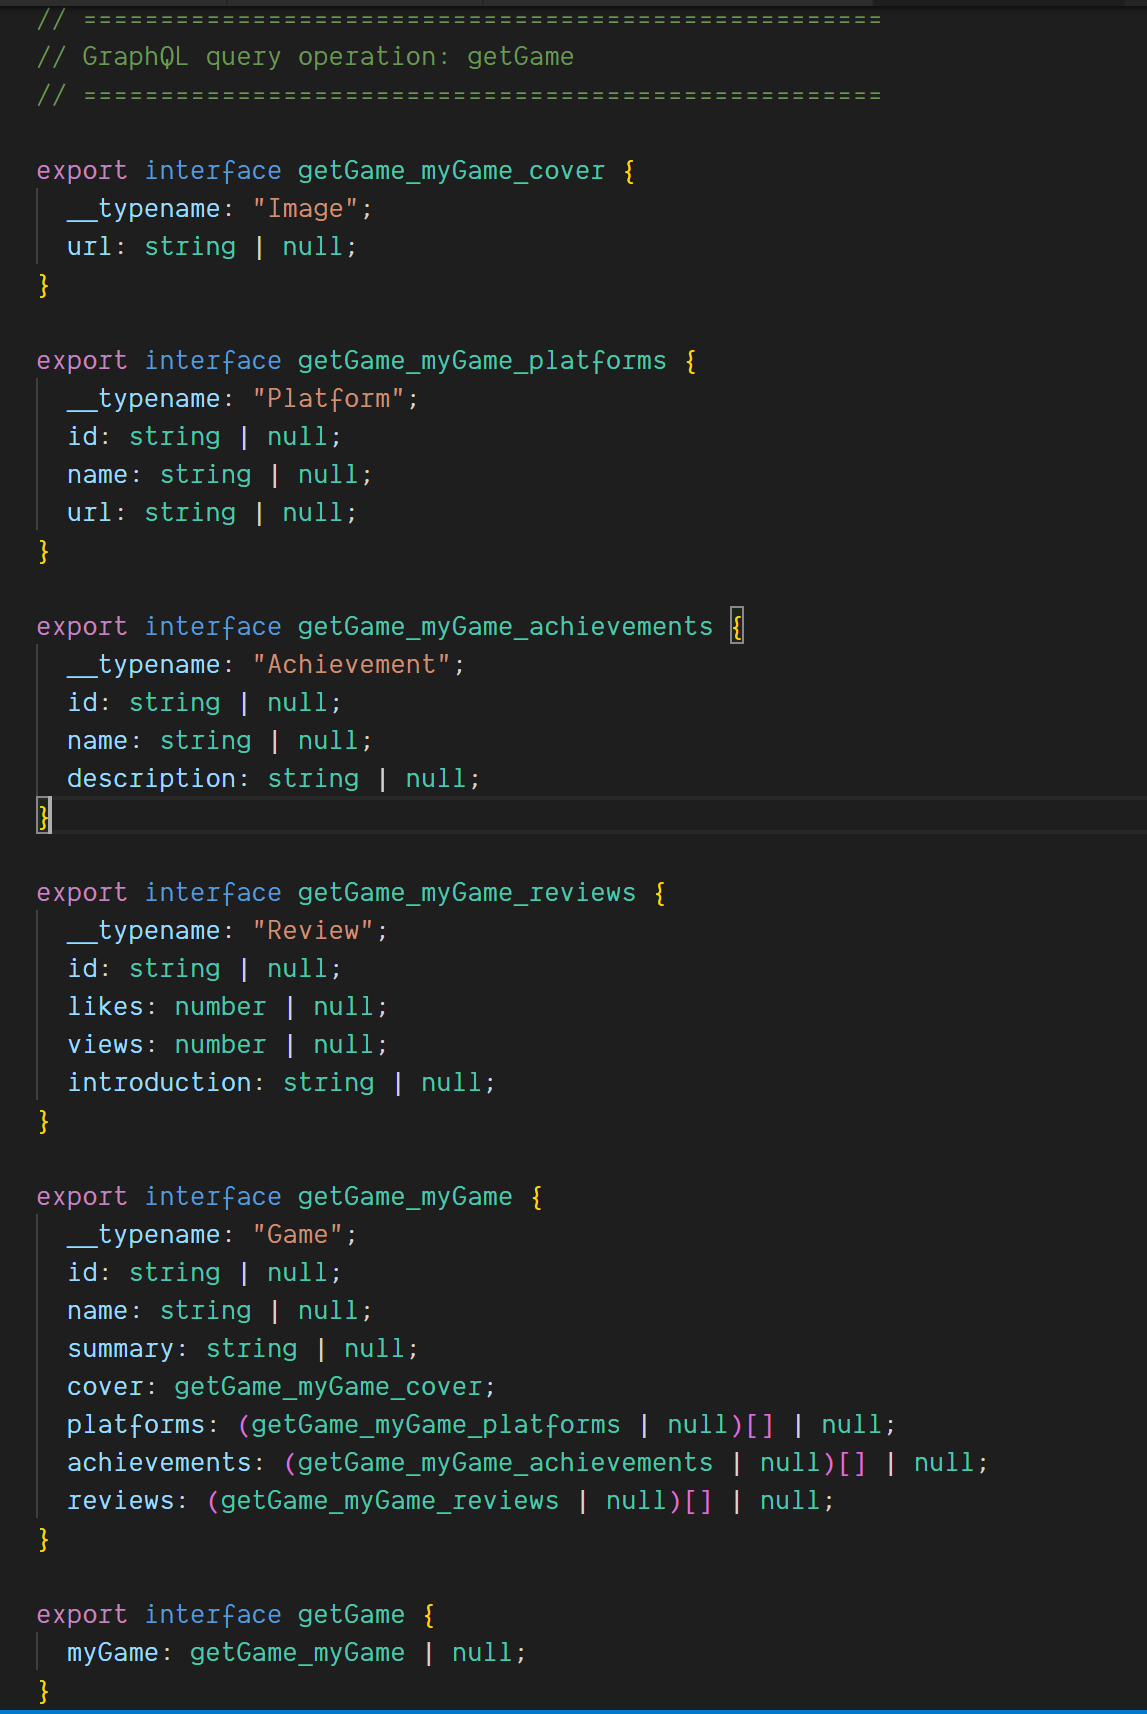 // ====================================================
// GraphQL query operation: getGame
// ====================================================
export interface getGame_myGame_cover {
__typename: "Image";
url: string | null;
}
export interface getGame_myGame_platforms {
__typename: "Platform";
id: string | null;
name: string | null;
url: string | null;
}
export interface getGame_myGame_achievements {
__typename: "Achievement";
id: string | null;
name: string | null;
description: string | null;
}
export interface getGame_myGame_reviews {
__typename: "Review";
id: string | null;
likes: number | null;
views: number | null;
introduction: string | null;
}
export interface getGame_myGame {
__typename: "Game";
id: string | null;
name: string | null;
summary: string | null;
cover: getGame_myGame_cover;
platforms: (getGame_myGame_platforms | null)[] | null;
achievements: (getGame_myGame_achievements | null)[] | null;
reviews: (getGame_myGame_reviews | null)[] | null;
}
export interface getGame {
myGame: getGame_myGame | null;
}